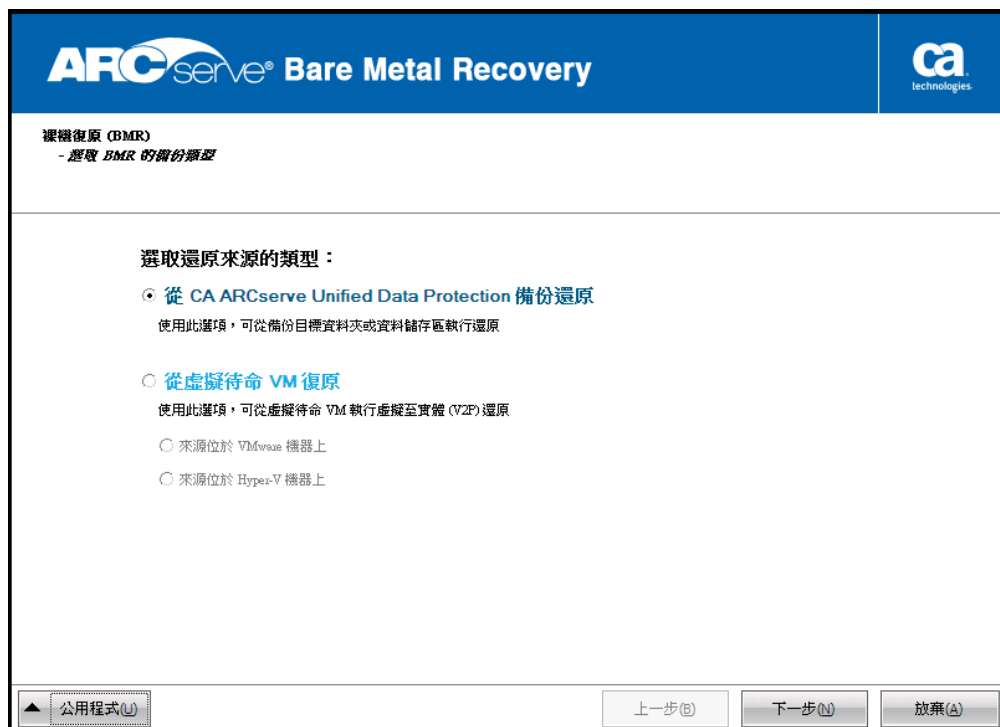 ARCserve® Bare Metal Recovery
ca
technologies
裸機復原 (BMR)
- 選取 BMR 的備份類型
選取還原來源的類型：
從 CA ARCserve Unified Data Protection 備份還原
使用此選項，可從備份目標資料夾或資料儲存區執行還原
從虛擬待命 VM 復原
使用此選項，可從虛擬待命 VM 執行虛擬至實體 (V2P) 還原
來源位於 VMware 機器上
來源位於 Hyper-V 機器上
公用程式(U)
上一步(B)
下一步(N)
放棄(A)